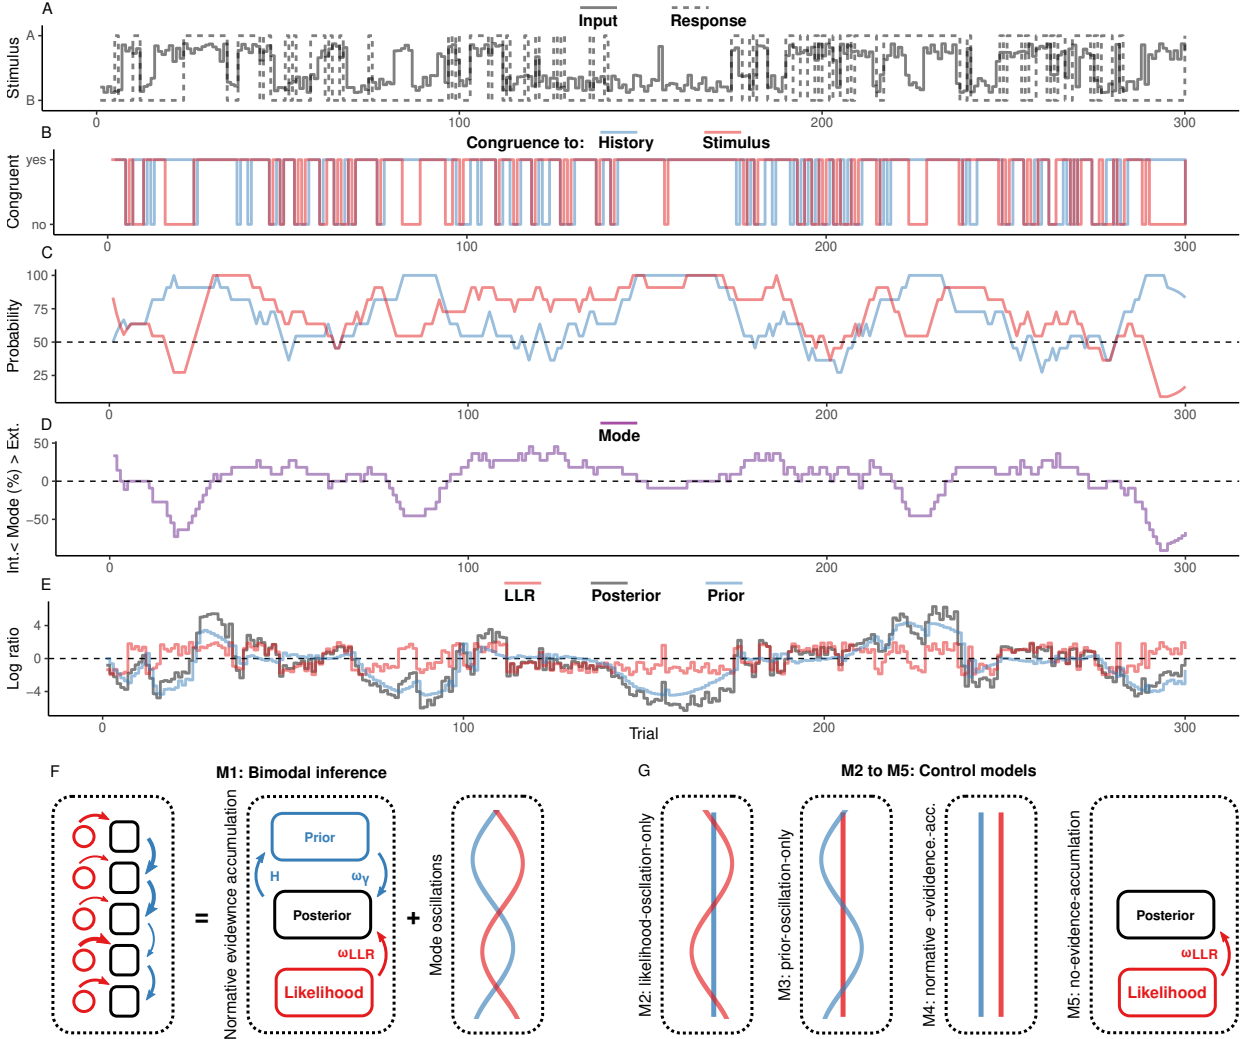 A
Input
Response
Stimulus
A
B
0
100
200
300
B
Congruence to:
History
Stimulus
Congruent
yes
no
0
100
200
300
C
Probability
100
75
50
25
0
100
200
300
D
Mode
Int.< Mode (%) > Ext.
50
0
−50
0
100
200
300
E
LLR
Posterior
Prior
Log ratio
4
0
−4
0
100
200
300
Trial
F
M1: Bimodal inference
=
Normative evidewnce accumulation
Prior
H
ωγ
Posterior
ωLLR
Likelihood
+
Mode oscillations
G
M2 to M5: Control models
M2: likelihood-oscillation-only
M3: prior-oscillation-only
M4: normative -evididence.-acc.
M5: no-evidence-accumlation
Posterior
ωLLR
Likelihood